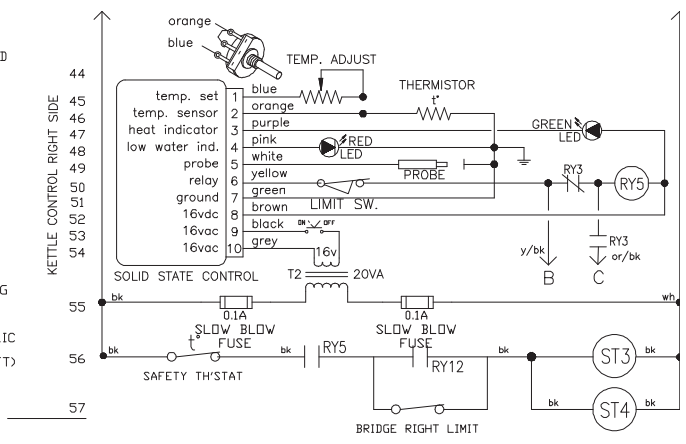 orange
blue
TEMP. ADJUST
THERMISTOR
t°
D
44
45
46
47
48
49
50
51
52
53
54
KETTLE CONTROL RIGHT SIDE
temp. set 1 blue
temp. sensor 2 orange
heat indicator 3 purple
low water ind. 4 pink
probe 5 white
relay 6 yellow
ground 7 green
16vdc 8 brown
16vac 9 black
16vac 10 grey
RED
LED
GREEN
LED
PROBE
LIMIT SW.
RY3
RY5
ON OFF
16v
RY3
y/bk
or/bk
B
C
SOLID STATE CONTROL
T2 20VA
G
55
bk
wh
0.1A
SLOW BLOW
FUSE
0.1A
SLOW BLOW
FUSE
IC
T)
56
bk
t°
SAFETY TH'STAT
bk
RY5
RY12
bk
ST3
bk
57
BRIDGE RIGHT LIMIT
bk
ST4
bk